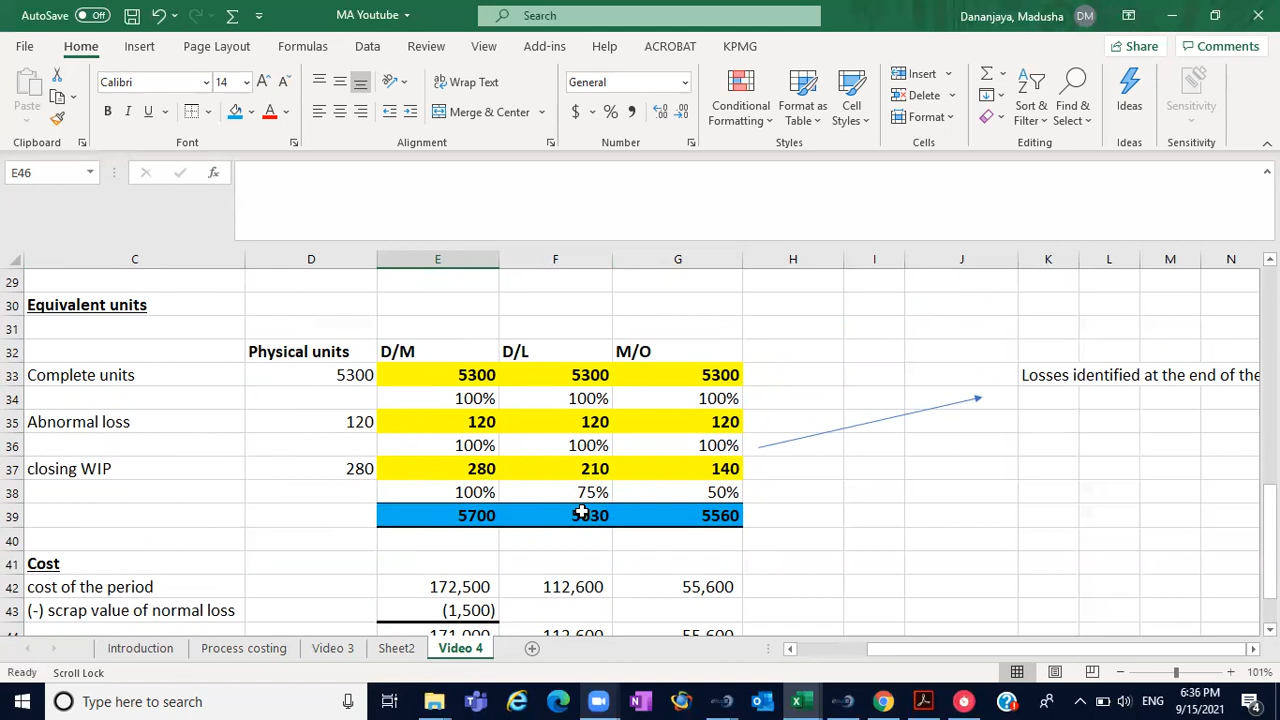 AutoSave Off MA Youtube Search Dananjaya, Madusha DM
File Home Insert Page Layout Formulas Data Review View Add-ins Help ACROBAT KPMG Share Comments
Calibri 14 Wrap Text General Insert
Paste Merge & Center Conditional Formatting Format as Table Cell Styles Delete Sort & Filter Find & Select Ideas Sensitivity
Format
Clipboard Font Alignment Number Styles Cells Editing Ideas Sensitivity
E46 fx
C D E F G H I J K L M N
29
30 Equivalent units
31
32 Physical units D/M D/L M/O
33 Complete units 5300 5300 5300 5300 Losses identified at the end of the
34 100% 100% 100%
35 Abnormal loss 120 120 120 120
36 100% 100% 100%
37 closing WIP 280 280 210 140
38 100% 75% 50%
39 5700 5560
40
41 Cost
42 cost of the period 172,500 112,600 55,600
43 (-) scrap value of normal loss (1,500)
44 171,000 112,600 55,600
Introduction Process costing Video 3 Sheet2 Video 4
Ready Scroll Lock 101%
Type here to search ENG 6:36 PM
9/15/2021 4